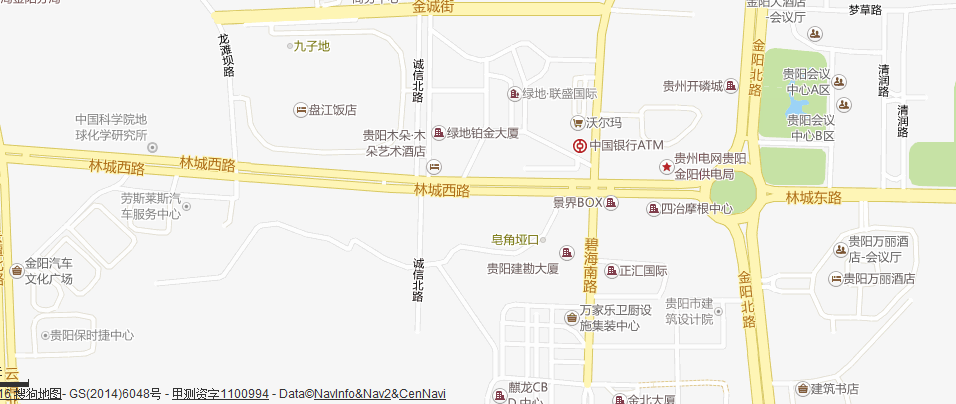 金诚街
会议厅
梦草路
龙滩坝路
九子地
诚信北路
金阳北路
清润路
贵阳会议
中心A区
贵州开磷城
绿地·联盛国际
盘江饭店
清润路
中国科学院地
球化学研究所
贵阳木朵·木
朵艺术酒店
绿地铂金大厦
沃尔玛
中国银行ATM
贵阳会议
中心B区
贵州电网贵阳
金阳供电局
林城西路
林城西路
林城西路
林城东路
劳斯莱斯汽
车服务中心
景界BOX
四冶摩根中心
皂角垭口
碧海南路
贵阳万丽酒
店-会议厅
金阳汽车
文化广场
诚信北路
贵阳建勘大厦
正汇国际
金阳北路
贵阳万丽酒店
贵阳市建
筑设计院
万家乐卫厨设
施集装中心
贵阳保时捷中心
云
麒龙CB
D中心
金北大厦
建筑书店
16 搜狗地图 - GS(2014)6048号 - 甲测资字1100994 - Data©NavInfo&Nav2&CenNavi